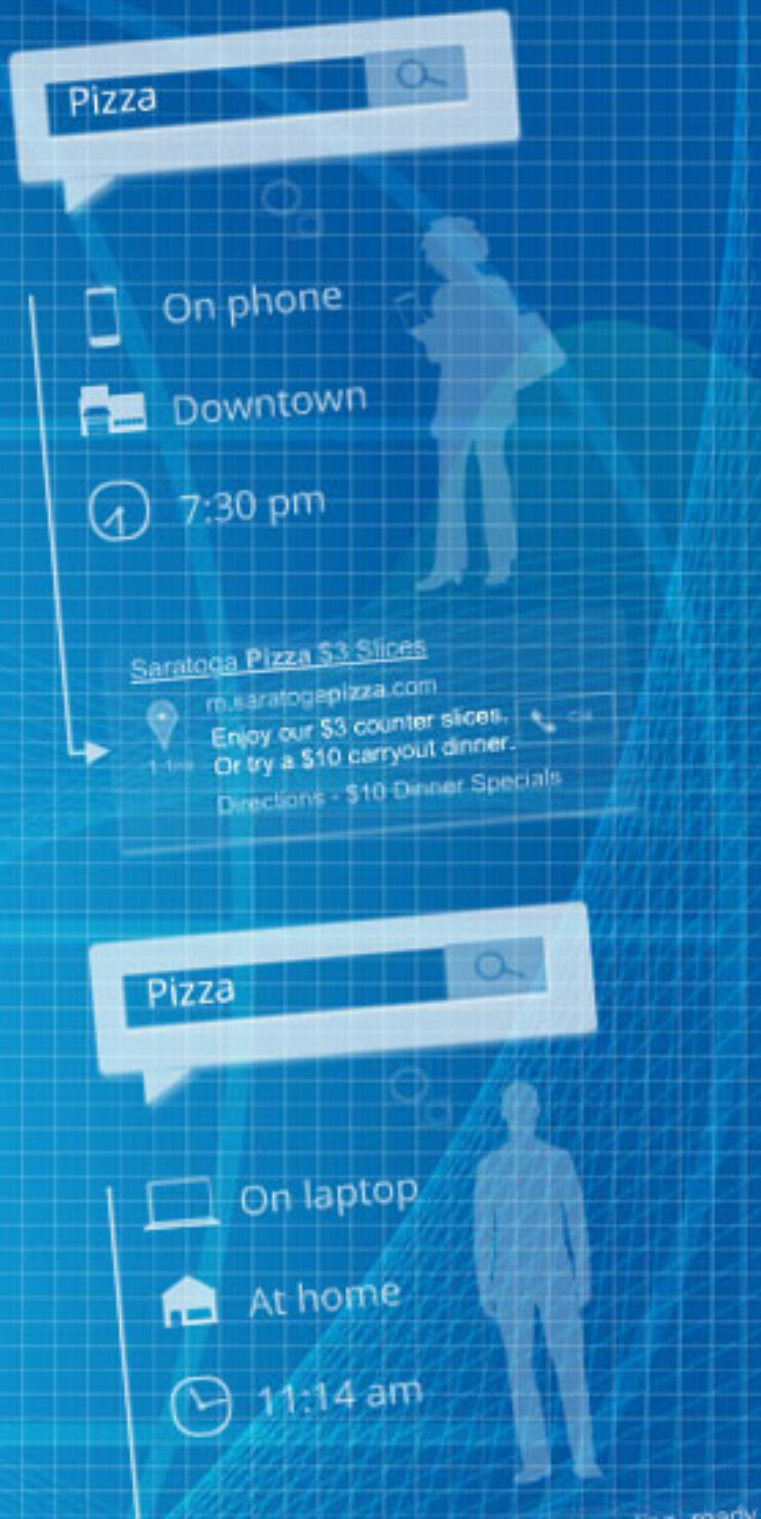 Pizza
On phone
Downtown
7:30 pm
Saratoga Pizza $3 Slices
m.saratogapizza.com
Enjoy our $3 counter slices.
Or try a $10 carryout dinner.
Directions - $10 Dinner Specials
Pizza
On laptop
At home
11:14 am
ready